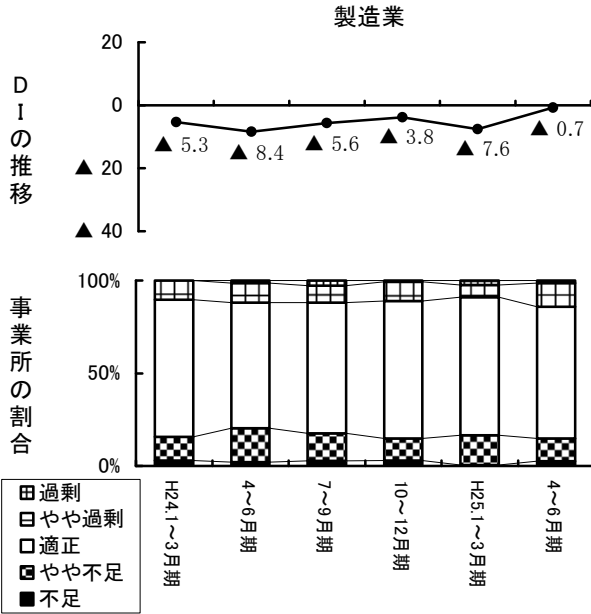 製造業
DIの推移
20
0
▲ 20
▲ 40
▲ 5.3
▲ 8.4
▲ 5.6
▲ 3.8
▲ 7.6
▲ 0.7
事業所の割合
100%
50%
0%
H24.1～3月期
4～6月期
7～9月期
10～12月期
H25.1～3月期
4～6月期
過剰
やや過剰
適正
やや不足
不足